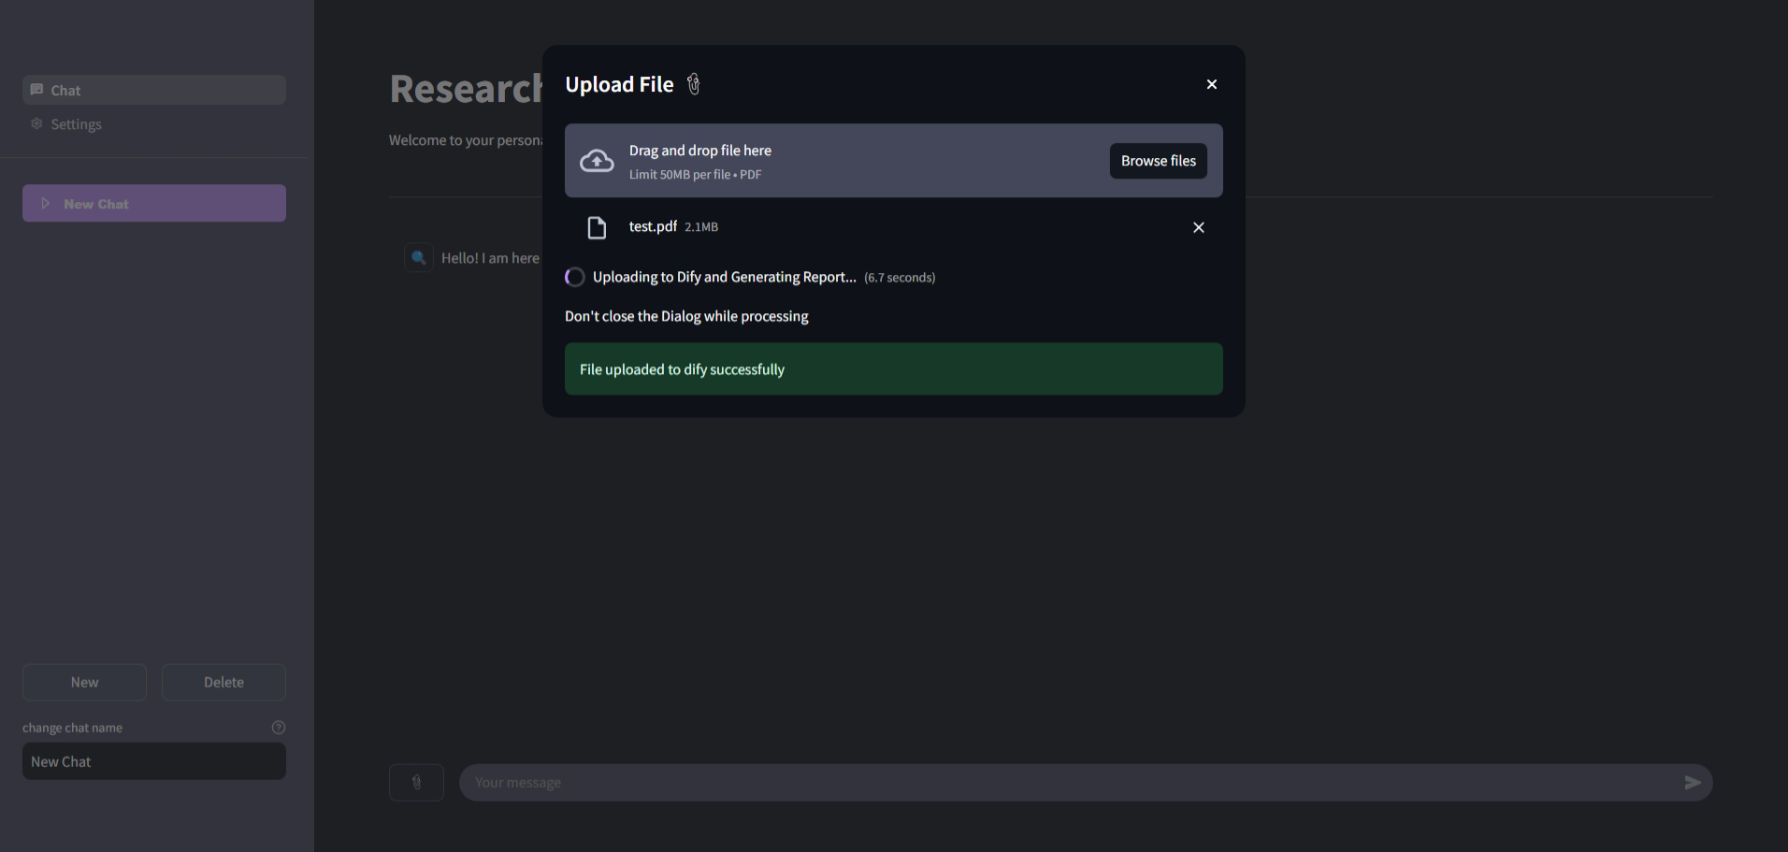 Chat
Settings
New Chat
New
Delete
change chat name
New Chat
Research
Welcome to your persona
Hello! I am here
Your message
Upload File
Drag and drop file here
Limit 50MB per file • PDF
Browse files
test.pdf 2.1MB
Uploading to Dify and Generating Report... (6.7 seconds)
Don't close the Dialog while processing
File uploaded to dify successfully